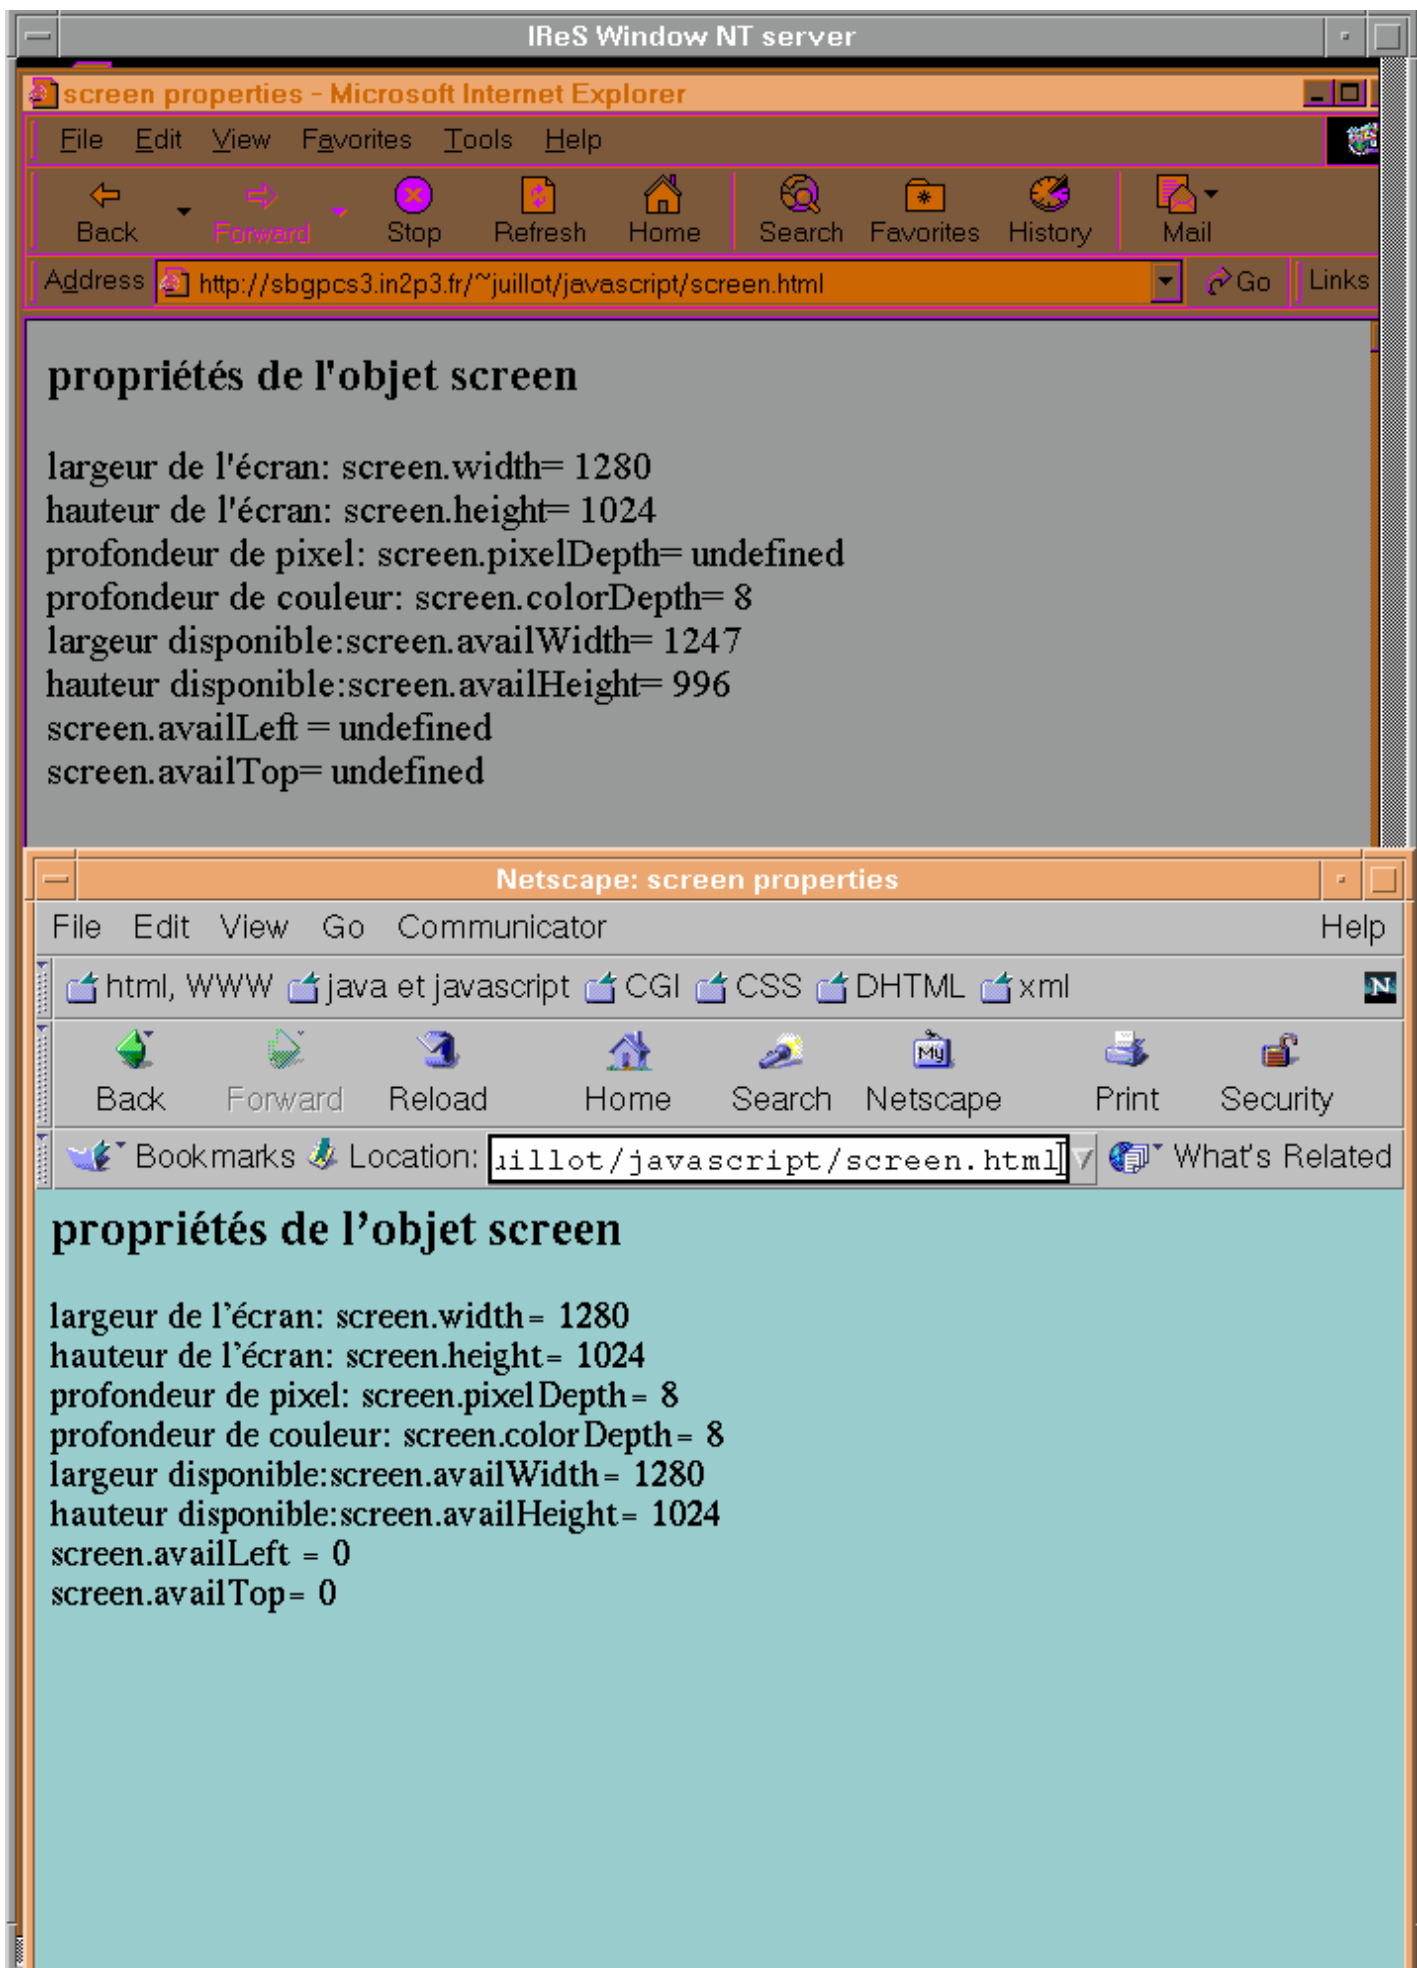 IReS Window NT server
screen properties - Microsoft Internet Explorer
File Edit View Favorites Tools Help
Back Forward Stop Refresh Home Search Favorites History Mail
Address http://sbgpcs3.in2p3.fr/~juillot/javascript/screen.html Go Links
propriétés de l'objet screen
largeur de l'écran: screen.width= 1280
hauteur de l'écran: screen.height= 1024
profondeur de pixel: screen.pixelDepth= undefined
profondeur de couleur: screen.colorDepth= 8
largeur disponible:screen.availWidth= 1247
hauteur disponible:screen.availHeight= 996
screen.availLeft = undefined
screen.availTop= undefined
Netscape: screen properties
File Edit View Go Communicator Help
html, WWW java et javascript CGI CSS DHTML xml N
Back Forward Reload Home Search My Netscape Print Security
Bookmarks Location: uillot/javascript/screen.html What's Related
propriétés de l’objet screen
largeur de l’écran: screen.width= 1280
hauteur de l’écran: screen.height= 1024
profondeur de pixel: screen.pixelDepth= 8
profondeur de couleur: screen.colorDepth= 8
largeur disponible:screen.availWidth= 1280
hauteur disponible:screen.availHeight= 1024
screen.availLeft = 0
screen.availTop= 0